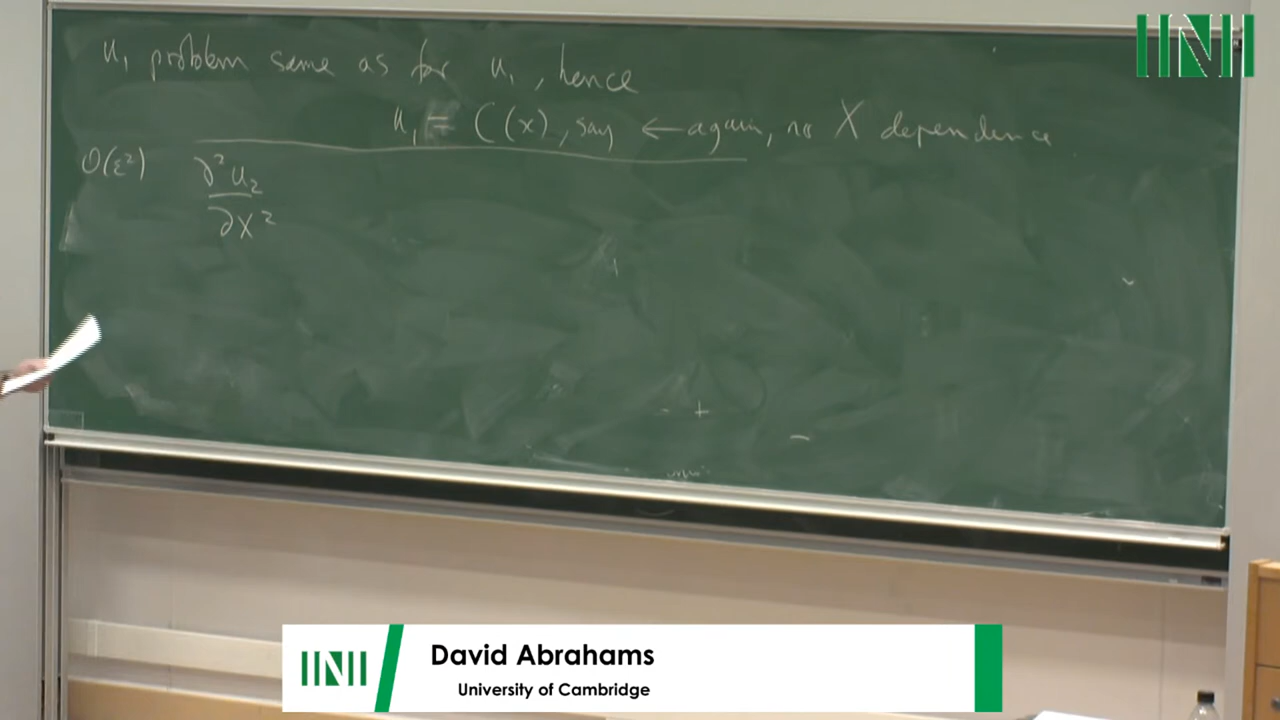 u₁ problem same as for u₁, hence
u₁ = C(x), say ← again, no X dependence
O(ε²) ∂²u₂
∂X²
David Abrahams
University of Cambridge